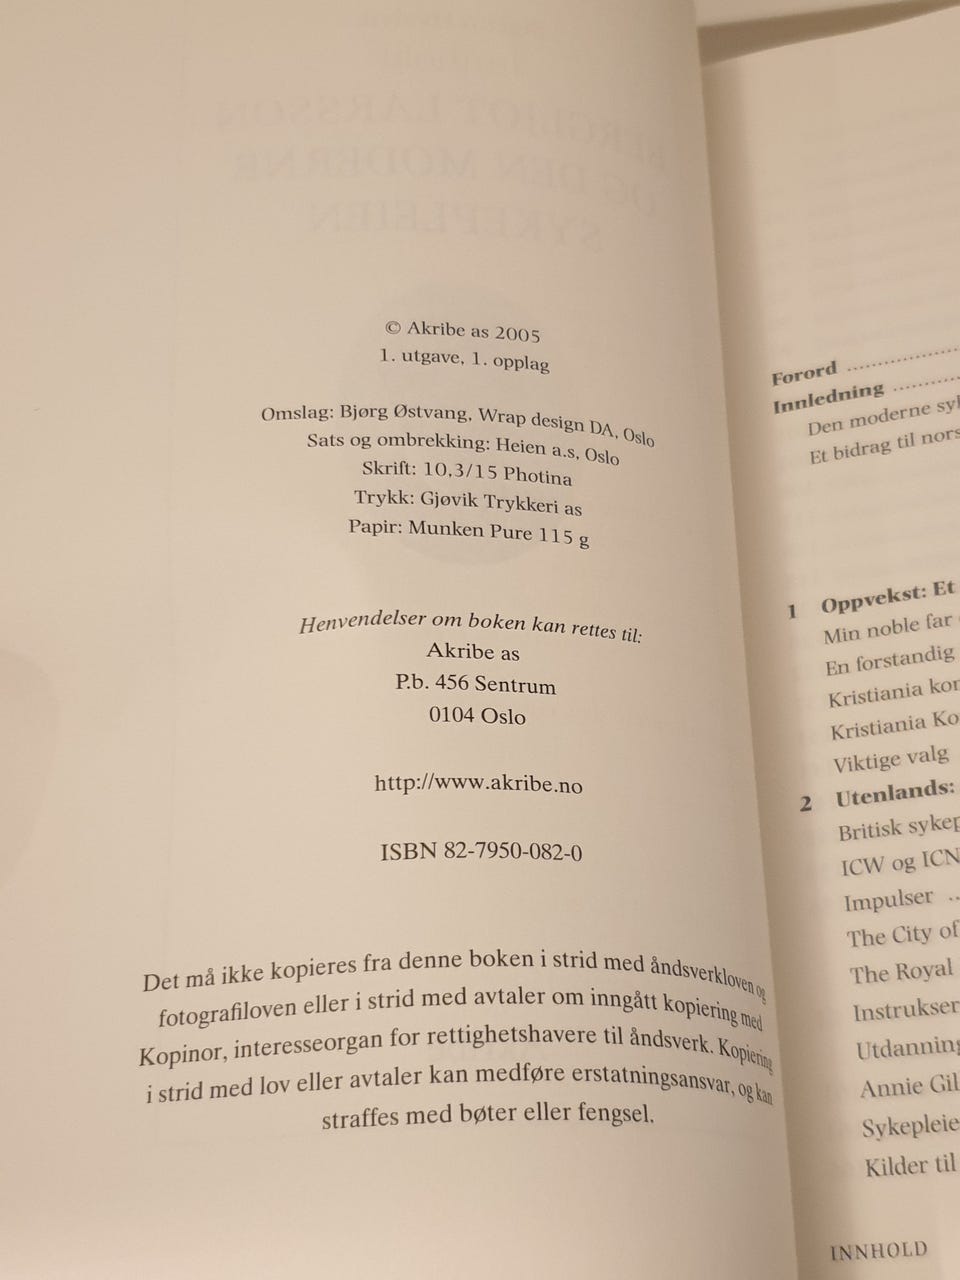 © Akribe as 2005
1. utgave, 1. opplag
Omslag: Bjørg Østvang, Wrap design DA, Oslo
Sats og ombrekking: Heien a.s, Oslo
Skrift: 10,3/15 Photina
Trykk: Gjøvik Trykkeri as
Papir: Munken Pure 115 g
Henvendelser om boken kan rettes til:
Akribe as
P.b. 456 Sentrum
0104 Oslo
http://www.akribe.no
ISBN 82-7950-082-0
Det må ikke kopieres fra denne boken i strid med åndsverkloven og
fotografiloven eller i strid med avtaler om inngått kopiering med
Kopinor, interesseorgan for rettighetshavere til åndsverk. Kopiering
i strid med lov eller avtaler kan medføre erstatningsansvar, og kan
straffes med bøter eller fengsel.
Forord
Innledning
Den moderne
Et bidrag til
1 Oppvekst: Et
Min noble far
En forstandig
Kristiania
Kristiania
Viktige valg
2 Utenlands:
Britisk
ICW og ICN
Impulser
The City of
The Royal
Annie
Kilder til
INNHOLD